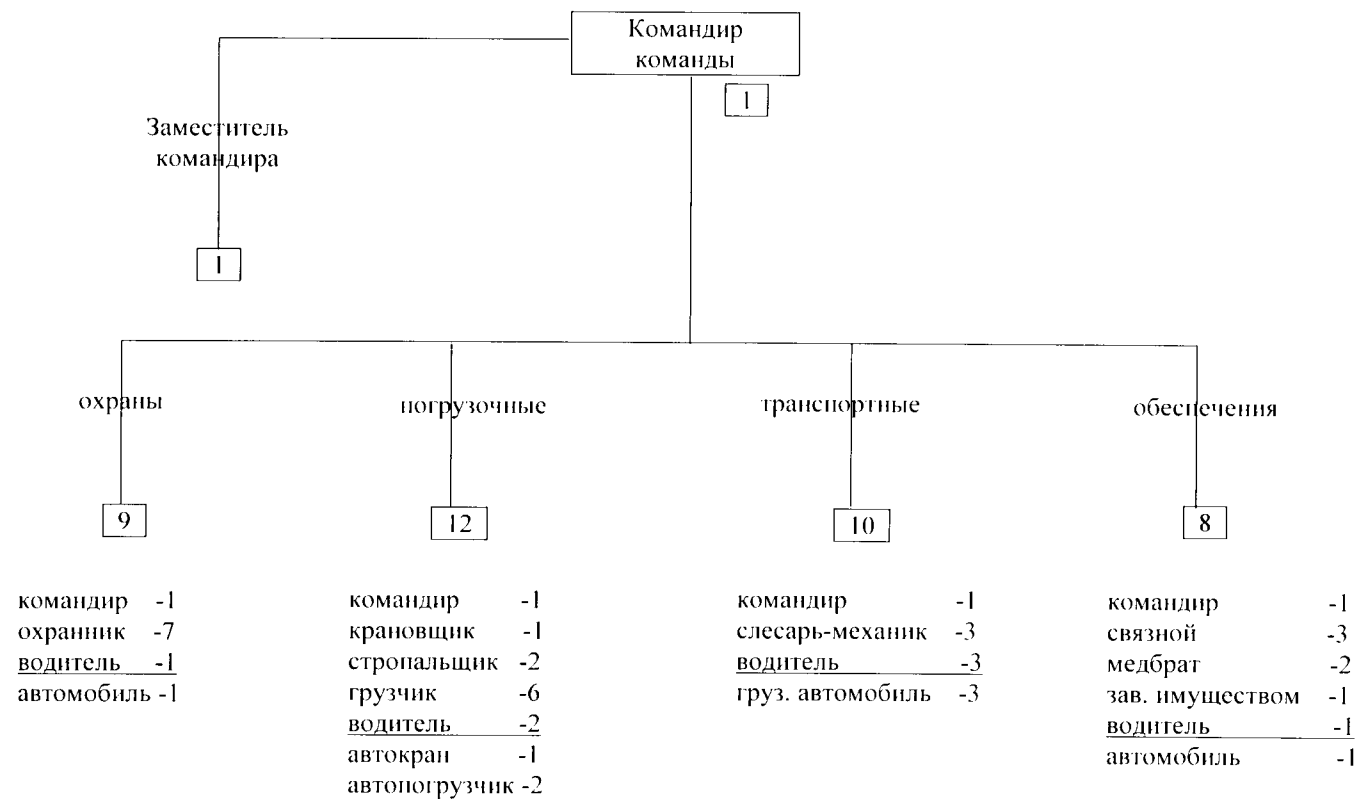 Командир
команды
1
Заместитель
командира
1
охраны
погрузочные
транспортные
обеспечения
9
12
10
8
командир -1
охранник -7
водитель -1
автомобиль -1
командир -1
крановщик -1
стропальщик -2
грузчик -6
водитель -2
автокран -1
автопогрузчик -2
командир -1
слесарь-механик -3
водитель -3
груз. автомобиль -3
командир -1
связной -3
медбрат -2
зав. имуществом -1
водитель -1
автомобиль -1